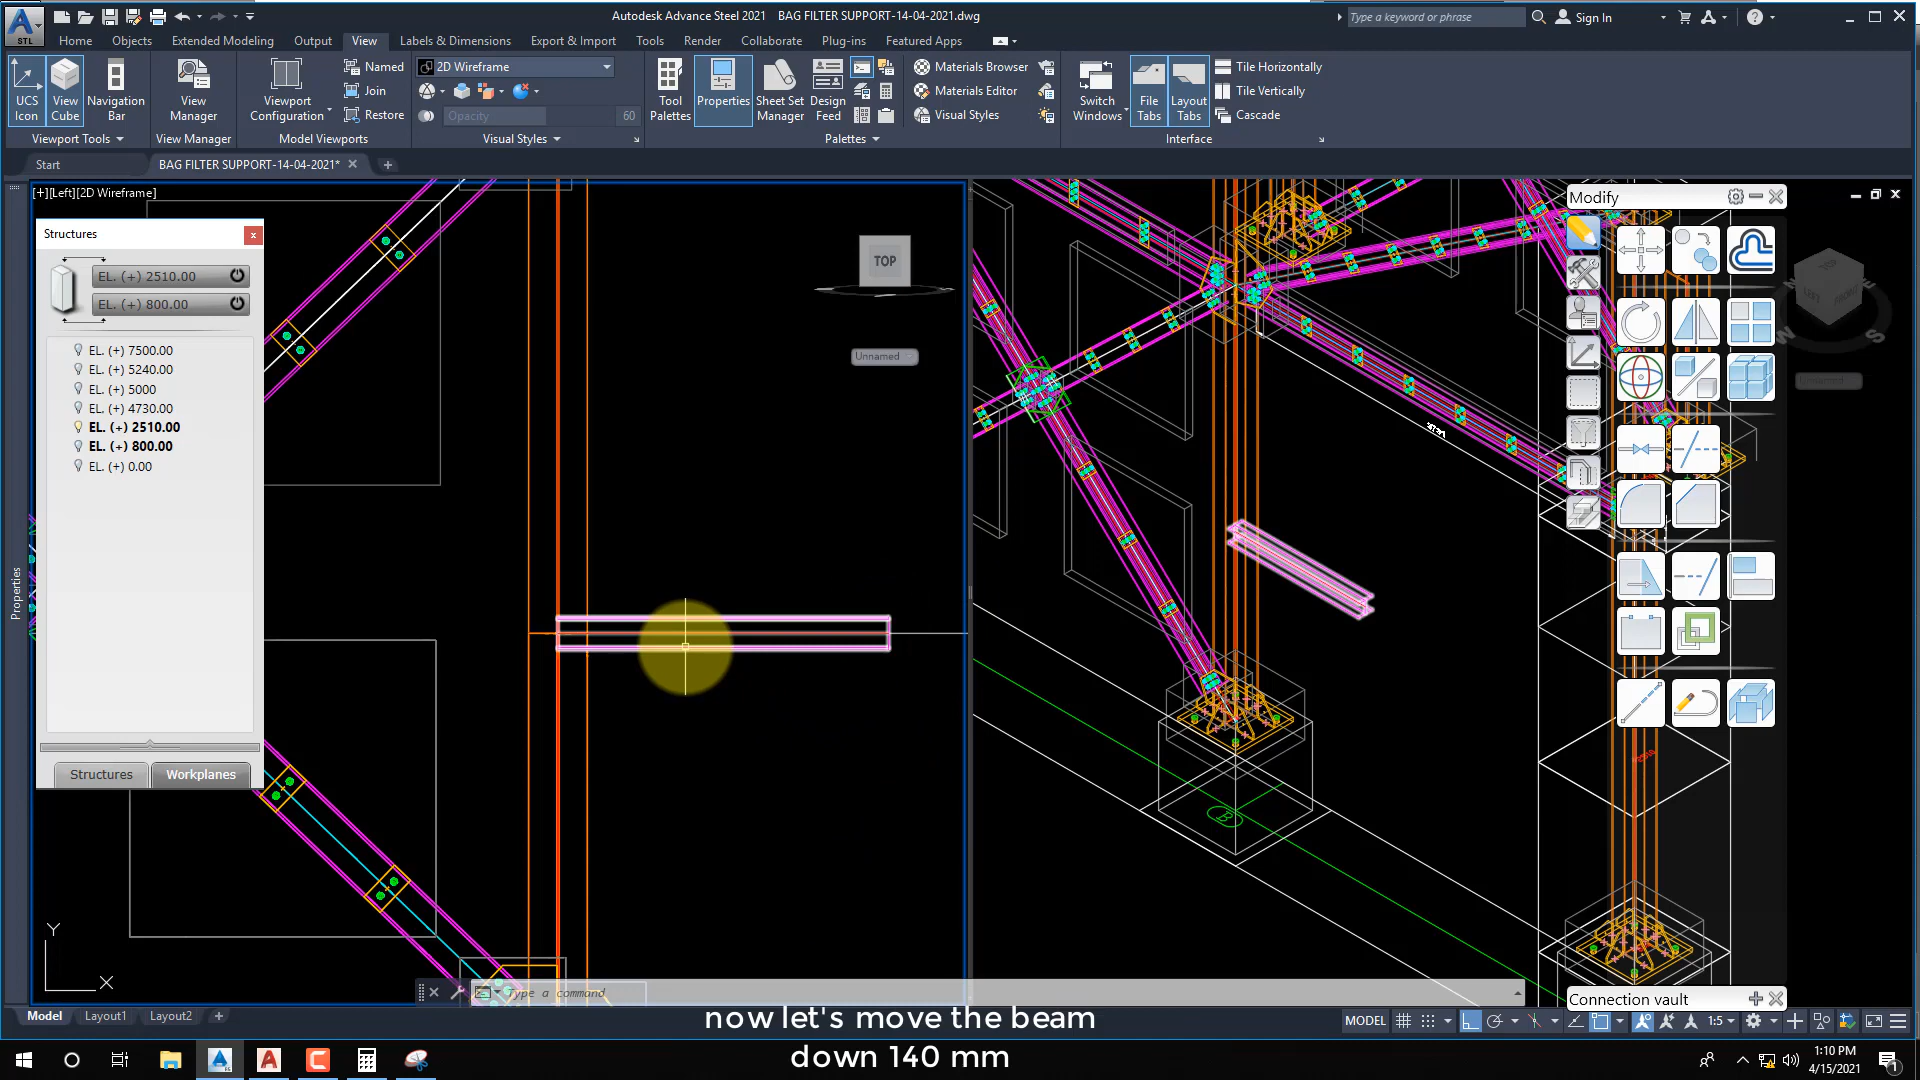 Autodesk Advance Steel 2021 BAG FILTER SUPPORT-14-04-2021.dwg
Type a keyword or phrase
Sign In
STL
Home Objects Extended Modeling Output View Labels & Dimensions Export & Import Tools Render Collaborate Plug-ins Featured Apps
UCS Icon
View Cube
Navigation Bar
View Manager
Viewport Configuration
Named
Join
Restore
2D Wireframe
Opacity 60
Tool Palettes
Properties
Sheet Set Manager
Design Feed
Materials Browser
Materials Editor
Visual Styles
Switch Windows
File Tabs
Layout Tabs
Tile Horizontally
Tile Vertically
Cascade
Viewport Tools View Manager Model Viewports Visual Styles Palettes Interface
Start BAG FILTER SUPPORT-14-04-2021*
[+][Left][2D Wireframe]
Structures
EL. (+) 2510.00
EL. (+) 800.00
EL. (+) 7500.00
EL. (+) 5240.00
EL. (+) 5000
EL. (+) 4730.00
EL. (+) 2510.00
EL. (+) 800.00
EL. (+) 0.00
Structures Workplanes
Properties
TOP
Unnamed
Modify
W
S
B
Y
X
Type a command
Connection vault
Model Layout1 Layout2
MODEL
1:5
now let's move the beam
down 140 mm
1:10 PM
4/15/2021
1